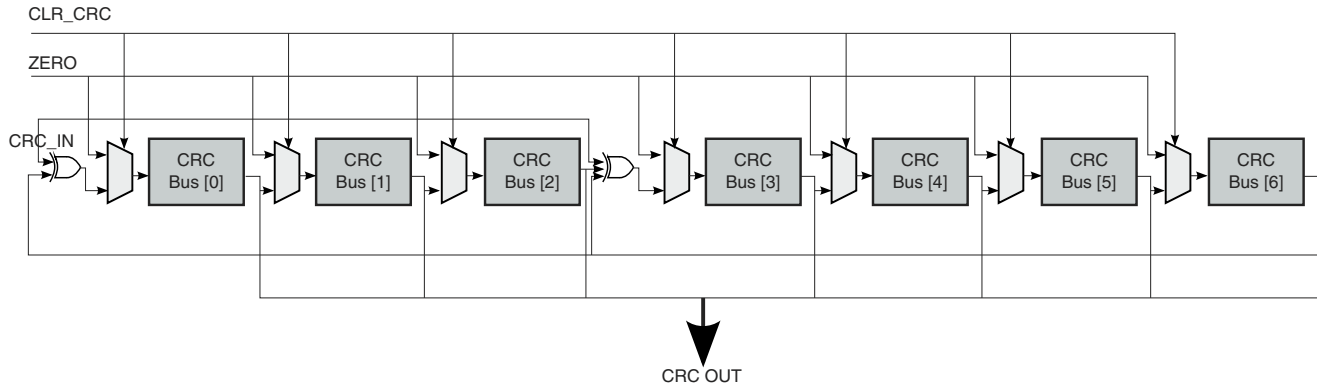 CLR_CRC
ZERO
CRC_IN
CRC
Bus [0]
CRC
Bus [1]
CRC
Bus [2]
CRC
Bus [3]
CRC
Bus [4]
CRC
Bus [5]
CRC
Bus [6]
CRC OUT